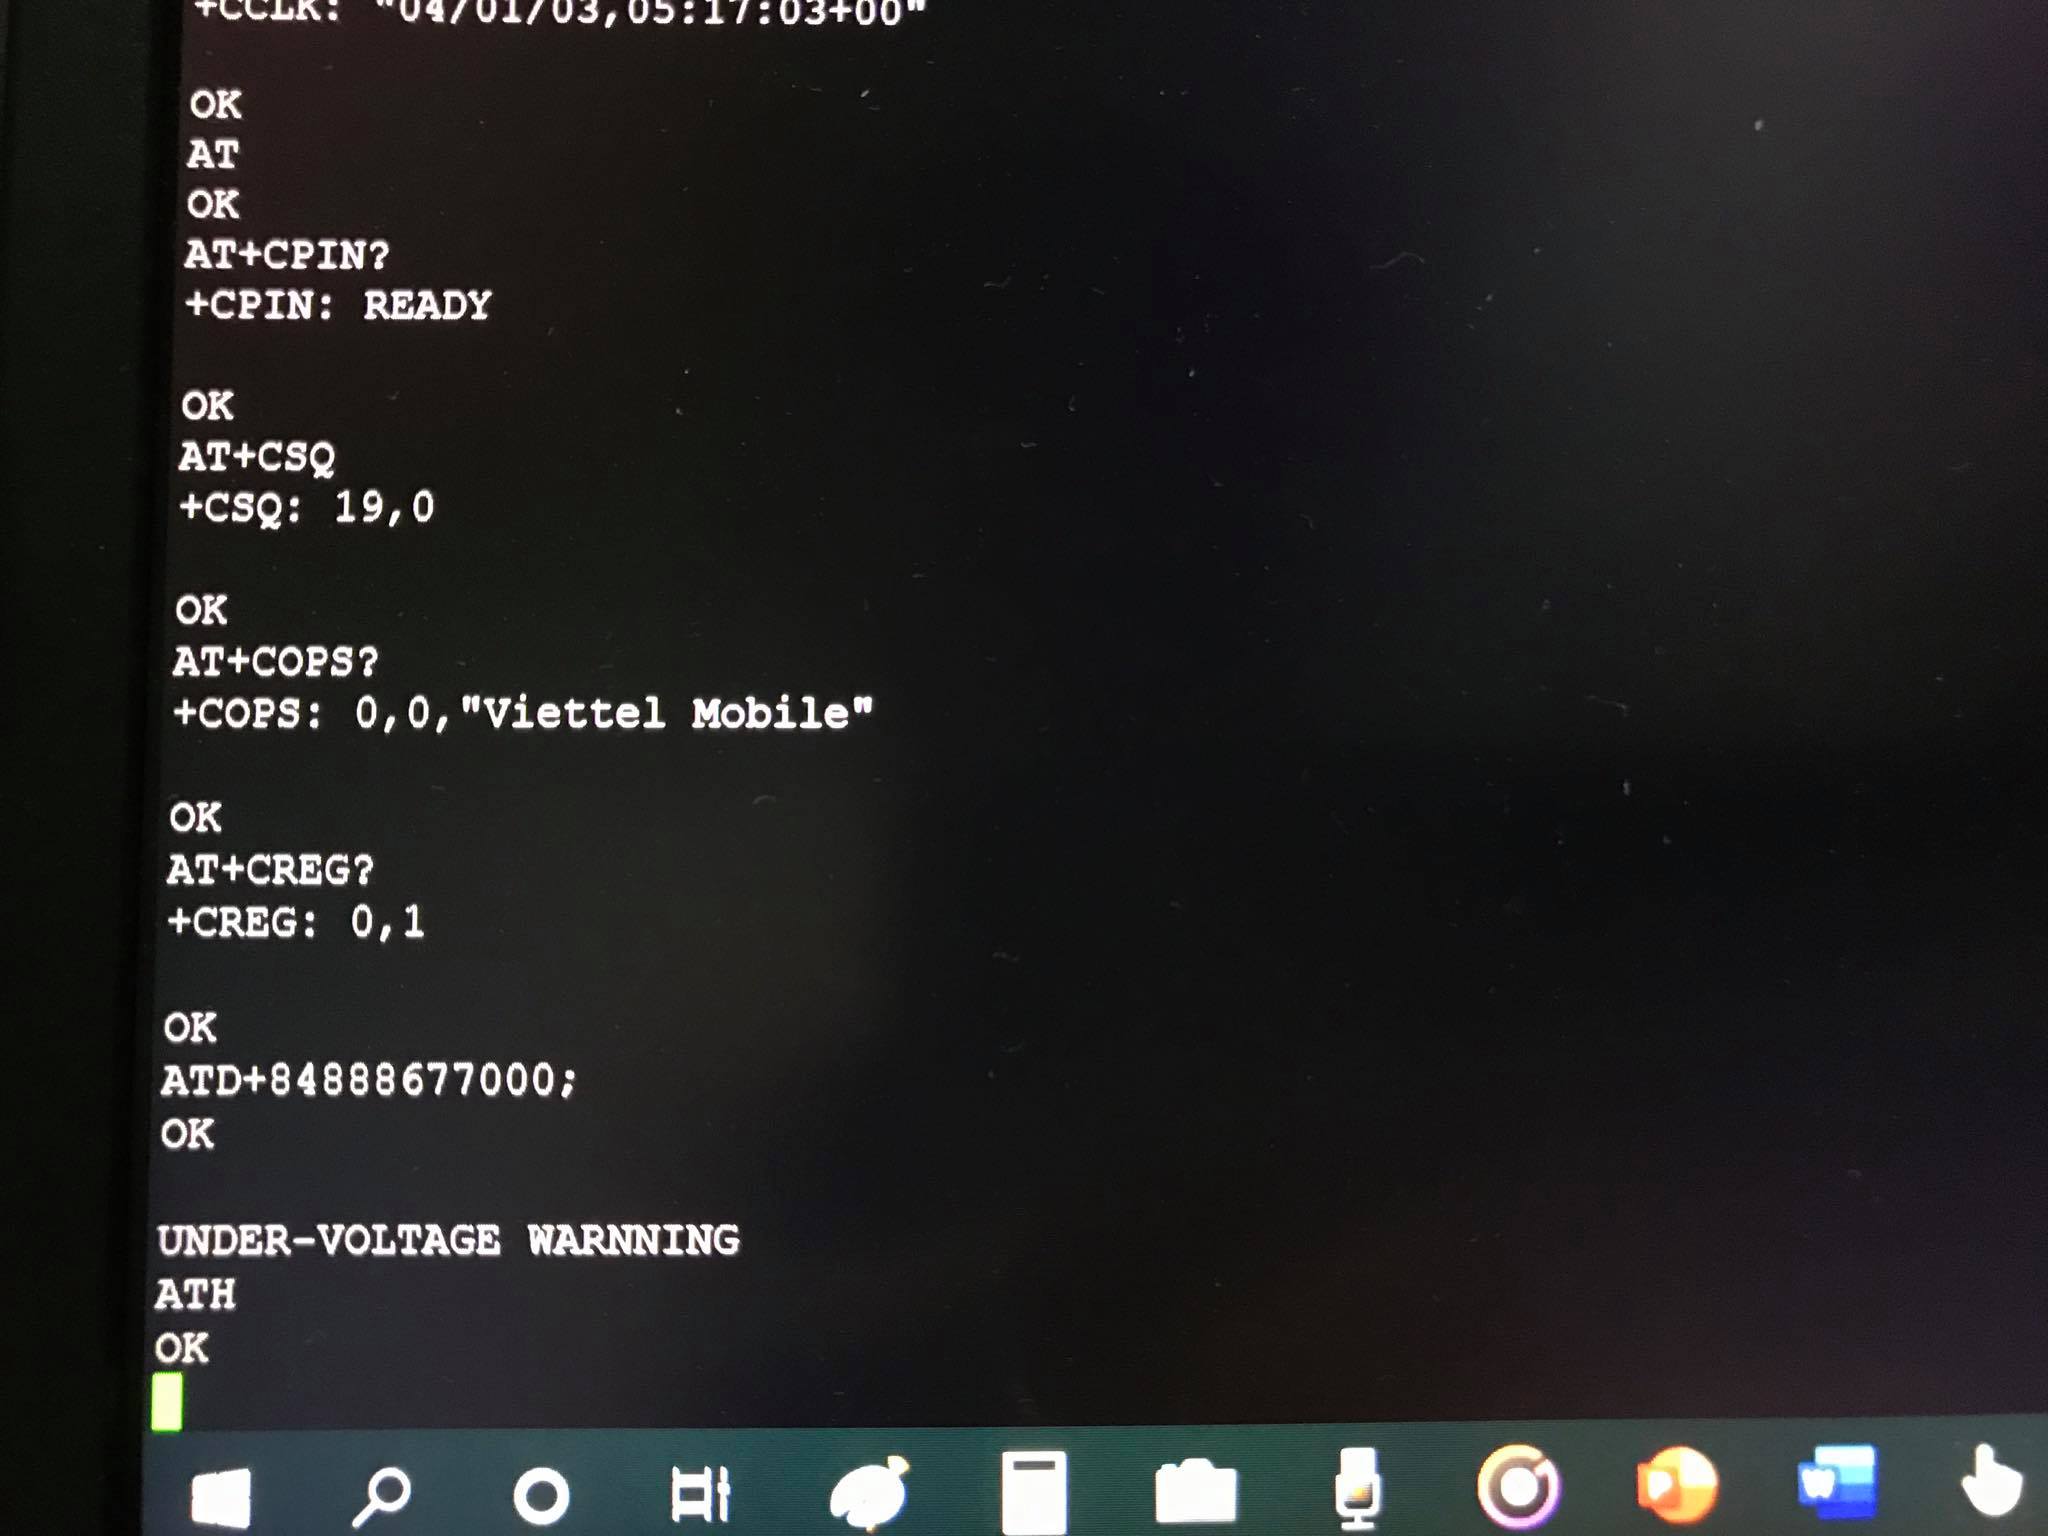 +CCLK: "04/01/03,05:17:03+00"
OK
AT
OK
AT+CPIN?
+CPIN: READY
OK
AT+CSQ
+CSQ: 19,0
OK
AT+COPS?
+COPS: 0,0,"Viettel Mobile"
OK
AT+CREG?
+CREG: 0,1
OK
ATD+84888677000;
OK
UNDER-VOLTAGE WARNNING
ATH
OK